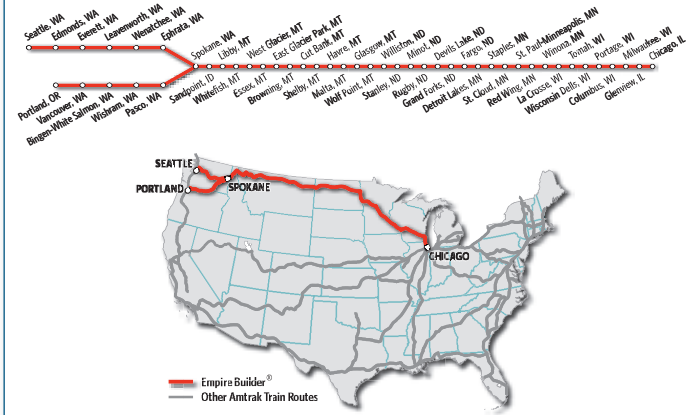 Seattle, WA
Edmonds, WA
Everett, WA
Leavenworth, WA
Wenatchee, WA
Ephrata, WA
Spokane, WA
Libby, MT
West Glacier, MT
East Glacier Park, MT
Cut Bank, MT
Havre, MT
Glasgow, MT
Williston, ND
Minot, ND
Devils Lake, ND
Fargo, ND
Staples, MN
St. Paul-Minneapolis, MN
Winona, MN
Tomah, WI
Portage, WI
Milwaukee, WI
Chicago, IL
Portland, OR
Vancouver, WA
Bingen-White Salmon, WA
Wishram, WA
Pasco, WA
Sandpoint, ID
Whitefish, MT
Essex, MT
Browning, MT
Shelby, MT
Malta, MT
Wolf Point, MT
Stanley, ND
Rugby, ND
Grand Forks, ND
Detroit Lakes, MN
St. Cloud, MN
Red Wing, MN
La Crosse, WI
Wisconsin Dells, WI
Columbus, WI
Glenview, IL
SEATTLE
PORTLAND
SPOKANE
CHICAGO
Empire Builder®
Other Amtrak Train Routes